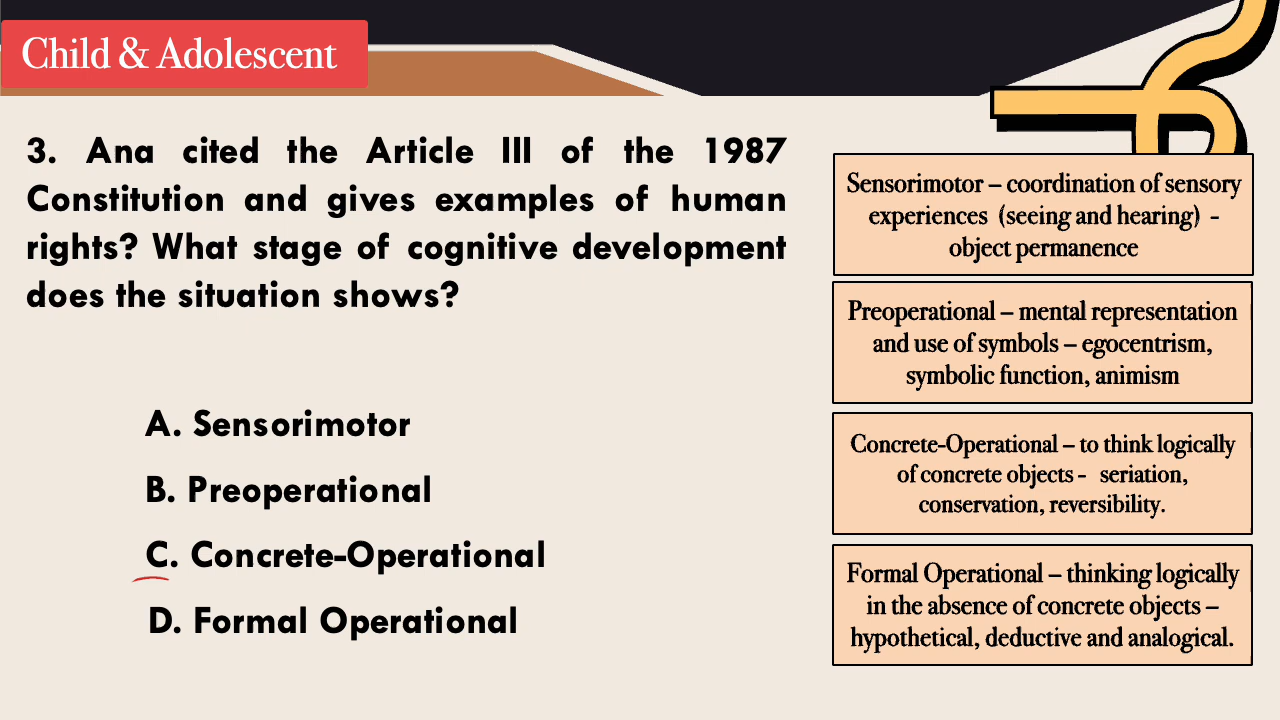 Child & Adolescent
3. Ana cited the Article III of the 1987
Constitution and gives examples of human
rights? What stage of cognitive development
does the situation shows?
A. Sensorimotor
B. Preoperational
C. Concrete-Operational
D. Formal Operational
Sensorimotor – coordination of sensory
experiences (seeing and hearing) -
object permanence
Preoperational – mental representation
and use of symbols – egocentrism,
symbolic function, animism
Concrete-Operational – to think logically
of concrete objects - seriation,
conservation, reversibility.
Formal Operational – thinking logically
in the absence of concrete objects –
hypothetical, deductive and analogical.